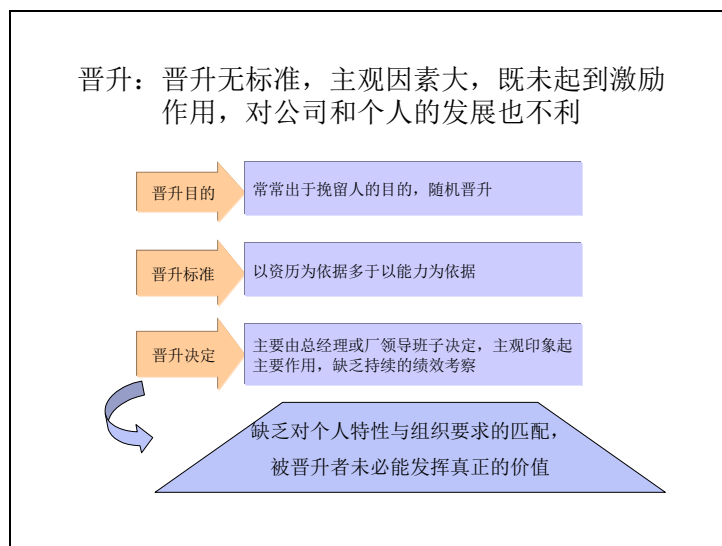 晋升：晋升无标准，主观因素大，既未起到激励
作用，对公司和个人的发展也不利
晋升目的
常常出于挽留人的目的，随机晋升
晋升标准
以资历为依据多于以能力为依据
晋升决定
主要由总经理或厂领导班子决定，主观印象起
主要作用，缺乏持续的绩效考察
缺乏对个人特性与组织要求的匹配，
被晋升者未必能发挥真正的价值